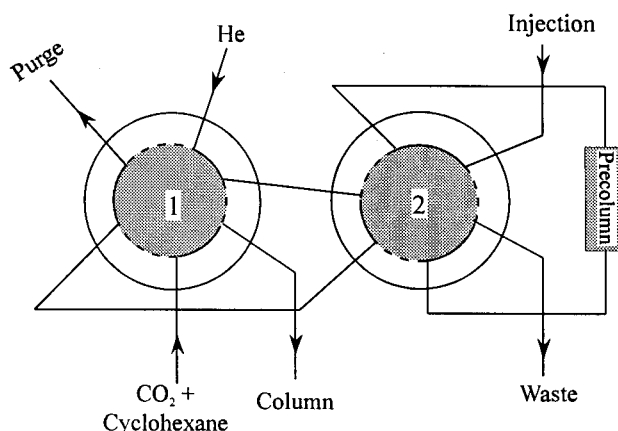 Purge
He
Injection
1
2
Precolumn
CO₂ +
Cyclohexane
Column
Waste